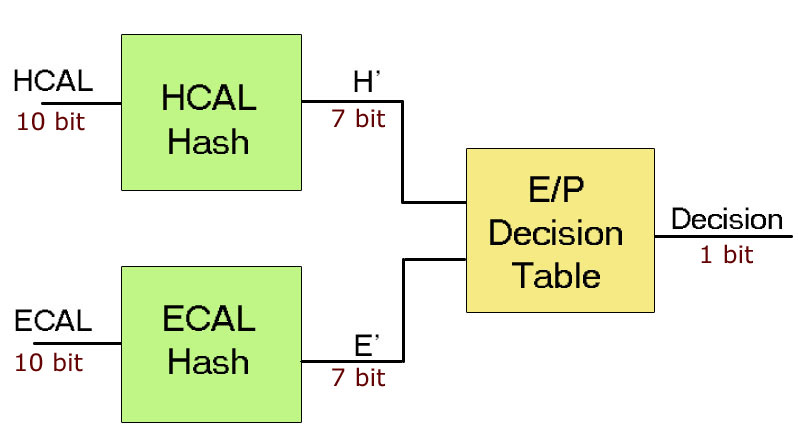 HCAL
10 bit
HCAL
Hash
H’
7 bit
ECAL
10 bit
ECAL
Hash
E’
7 bit
E/P
Decision
Table
Decision
1 bit